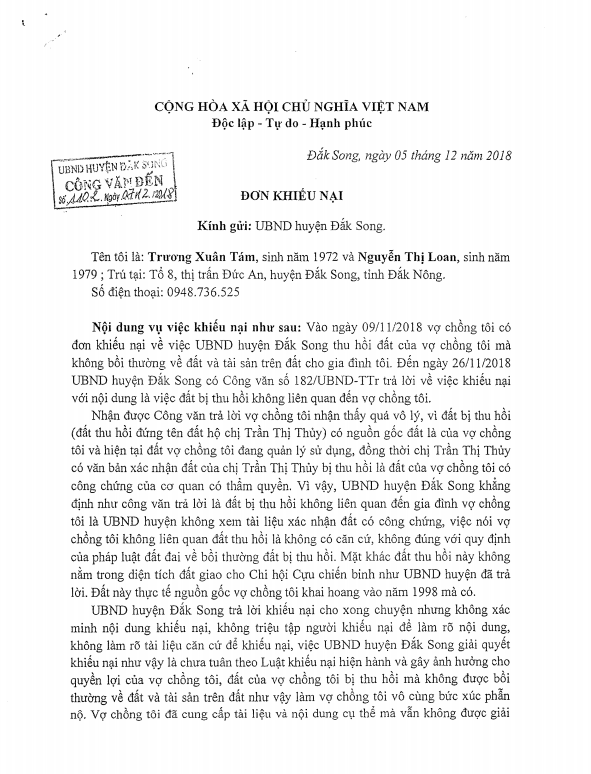 CỘNG HÒA XÃ HỘI CHỦ NGHĨA VIỆT NAM
Độc lập - Tự do - Hạnh phúc
Đắk Song, ngày 05 tháng 12 năm 2018
UBND HUYỆN ĐĂK SONG
CÔNG VĂN ĐẾN
Số Ngày
ĐƠN KHIẾU NẠI
Kính gửi: UBND huyện Đắk Song.
Tên tôi là: Trương Xuân Tám, sinh năm 1972 và Nguyễn Thị Loan, sinh năm
1979 ; Trú tại: Tổ 8, thị trấn Đức An, huyện Đắk Song, tỉnh Đắk Nông.
Số điện thoại: 0948.736.525
Nội dung vụ việc khiếu nại như sau: Vào ngày 09/11/2018 vợ chồng tôi có
đơn khiếu nại về việc UBND huyện Đắk Song thu hồi đất của vợ chồng tôi mà
không bồi thường về đất và tài sản trên đất cho gia đình tôi. Đến ngày 26/11/2018
UBND huyện Đắk Song có Công văn số 182/UBND-TTr trả lời về việc khiếu nại
với nội dung là việc đất bị thu hồi không liên quan đến vợ chồng tôi.
Nhận được Công văn trả lời vợ chồng tôi nhận thấy quá vô lý, vì đất bị thu hồi
(đất thu hồi đứng tên đất hộ chị Trần Thị Thủy) có nguồn gốc đất là của vợ chồng
tôi và hiện tại đất vợ chồng tôi đang quản lý sử dụng, đồng thời chị Trần Thị Thủy
có văn bản xác nhận đất của chị Trần Thị Thủy bị thu hồi là đất của vợ chồng tôi có
công chứng của cơ quan có thẩm quyền. Vì vậy, UBND huyện Đắk Song khẳng
định như công văn trả lời là đất bị thu hồi không liên quan đến gia đình vợ chồng
tôi là UBND huyện không xem tài liệu xác nhận đất có công chứng, việc nói vợ
chồng tôi không liên quan đất thu hồi là không có căn cứ, không đúng với quy định
của pháp luật đất đai về bồi thường đất bị thu hồi. Mặt khác đất thu hồi này không
nằm trong diện tích đất giao cho Chi hội Cựu chiến binh như UBND huyện đã trả
lời. Đất này thực tế nguồn gốc vợ chồng tôi khai hoang vào năm 1998 mà có.
UBND huyện Đắk Song trả lời khiếu nại cho xong chuyện nhưng không xác
minh nội dung khiếu nại, không triệu tập người khiếu nại để làm rõ nội dung,
không làm rõ tài liệu căn cứ để khiếu nại, việc UBND huyện Đắk Song giải quyết
khiếu nại như vậy là chưa tuân theo Luật khiếu nại hiện hành và gây ảnh hưởng cho
quyền lợi của vợ chồng tôi, đất của vợ chồng tôi bị thu hồi mà không được bồi
thường về đất và tài sản trên đất như vậy làm vợ chồng tôi vô cùng bức xúc phẫn
nộ. Vợ chồng tôi đã cung cấp tài liệu và nội dung cụ thể mà vẫn không được giải